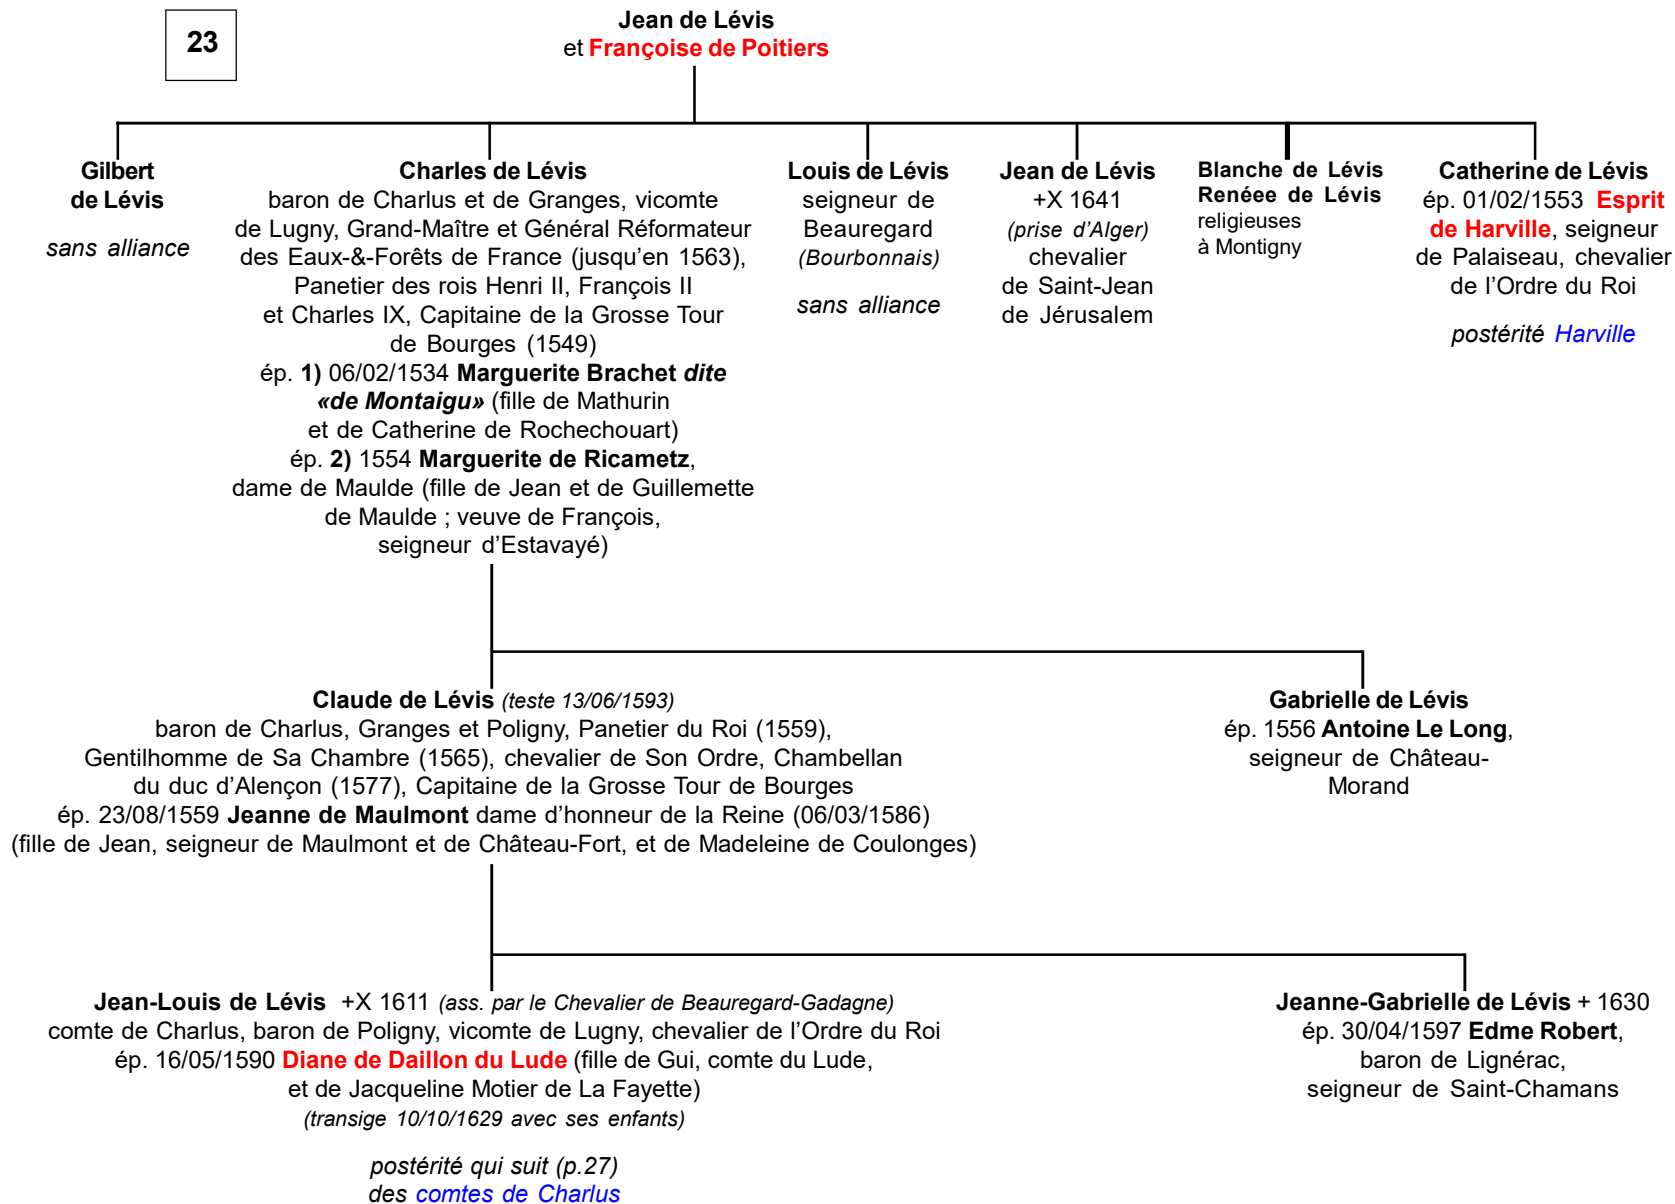 23
Jean de Lévis
et Françoise de Poitiers
Gilbert
de Lévis
sans alliance
Charles de Lévis
baron de Charlus et de Granges, vicomte
de Lugny, Grand-Maître et Général Réformateur
des Eaux-&-Forêts de France (jusqu’en 1563),
Panetier des rois Henri II, François II
et Charles IX, Capitaine de la Grosse Tour
de Bourges (1549)
ép. 1) 06/02/1534 Marguerite Brachet dite
«de Montaigu» (fille de Mathurin
et de Catherine de Rochechouart)
ép. 2) 1554 Marguerite de Ricametz,
dame de Maulde (fille de Jean et de Guillemette
de Maulde ; veuve de François,
seigneur d’Estavayé)
Louis de Lévis
seigneur de
Beauregard
(Bourbonnais)
sans alliance
Jean de Lévis
+X 1641
(prise d’Alger)
chevalier
de Saint-Jean
de Jérusalem
Blanche de Lévis
Renéee de Lévis
religieuses
à Montigny
Catherine de Lévis
ép. 01/02/1553 Esprit
de Harville, seigneur
de Palaiseau, chevalier
de l’Ordre du Roi
postérité Harville
Claude de Lévis (teste 13/06/1593)
baron de Charlus, Granges et Poligny, Panetier du Roi (1559),
Gentilhomme de Sa Chambre (1565), chevalier de Son Ordre, Chambellan
du duc d’Alençon (1577), Capitaine de la Grosse Tour de Bourges
ép. 23/08/1559 Jeanne de Maulmont dame d’honneur de la Reine (06/03/1586)
(fille de Jean, seigneur de Maulmont et de Château-Fort, et de Madeleine de Coulonges)
Gabrielle de Lévis
ép. 1556 Antoine Le Long,
seigneur de Château-
Morand
Jean-Louis de Lévis +X 1611 (ass. par le Chevalier de Beauregard-Gadagne)
comte de Charlus, baron de Poligny, vicomte de Lugny, chevalier de l’Ordre du Roi
ép. 16/05/1590 Diane de Daillon du Lude (fille de Gui, comte du Lude,
et de Jacqueline Motier de La Fayette)
(transige 10/10/1629 avec ses enfants)
postérité qui suit (p.27)
des comtes de Charlus
Jeanne-Gabrielle de Lévis + 1630
ép. 30/04/1597 Edme Robert,
baron de Lignérac,
seigneur de Saint-Chamans